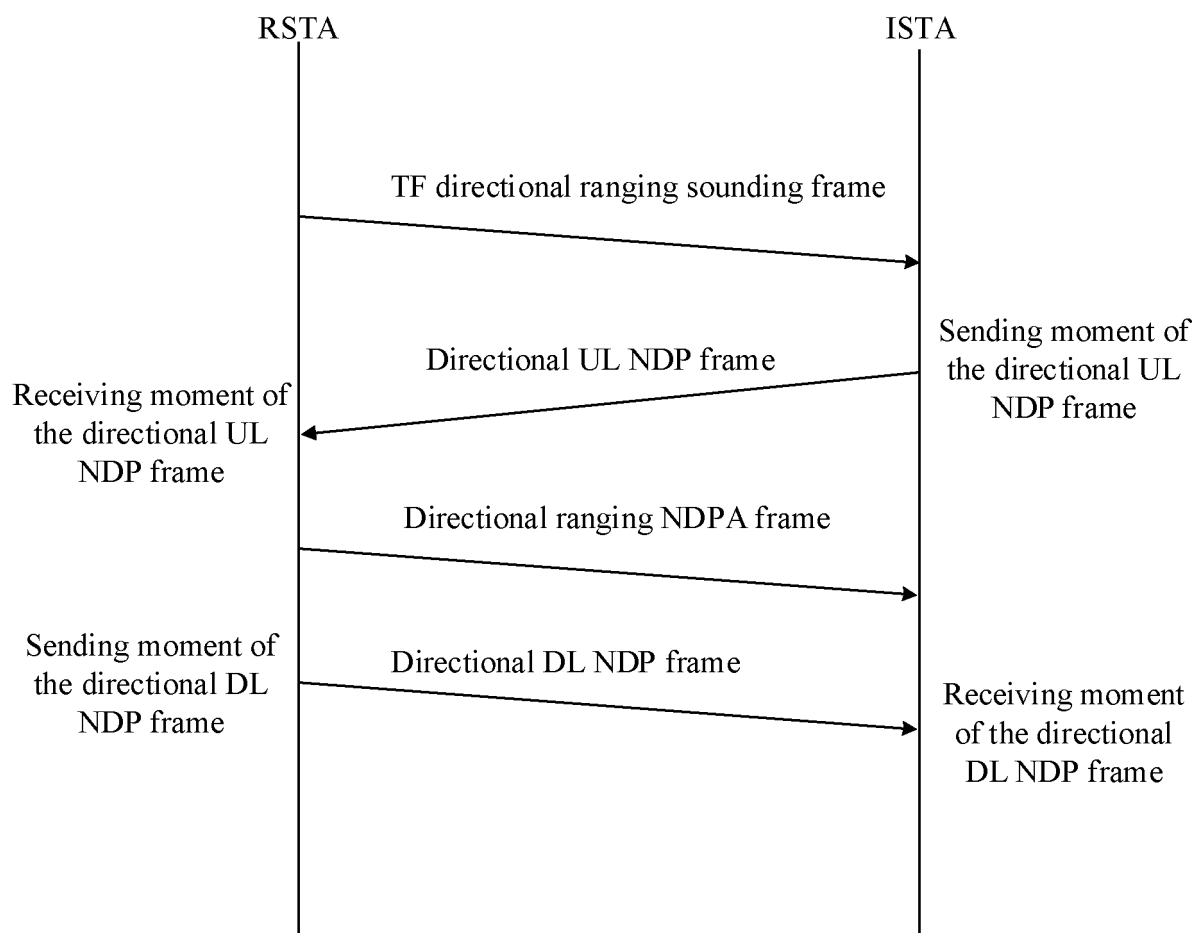 RSTA
ISTA
TF directional ranging sounding frame
Sending moment of
the directional UL
NDP frame
Directional UL NDP frame
Receiving moment of
the directional UL
NDP frame
Directional ranging NDPA frame
Sending moment of
the directional DL
NDP frame
Directional DL NDP frame
Receiving moment
of the directional
DL NDP frame